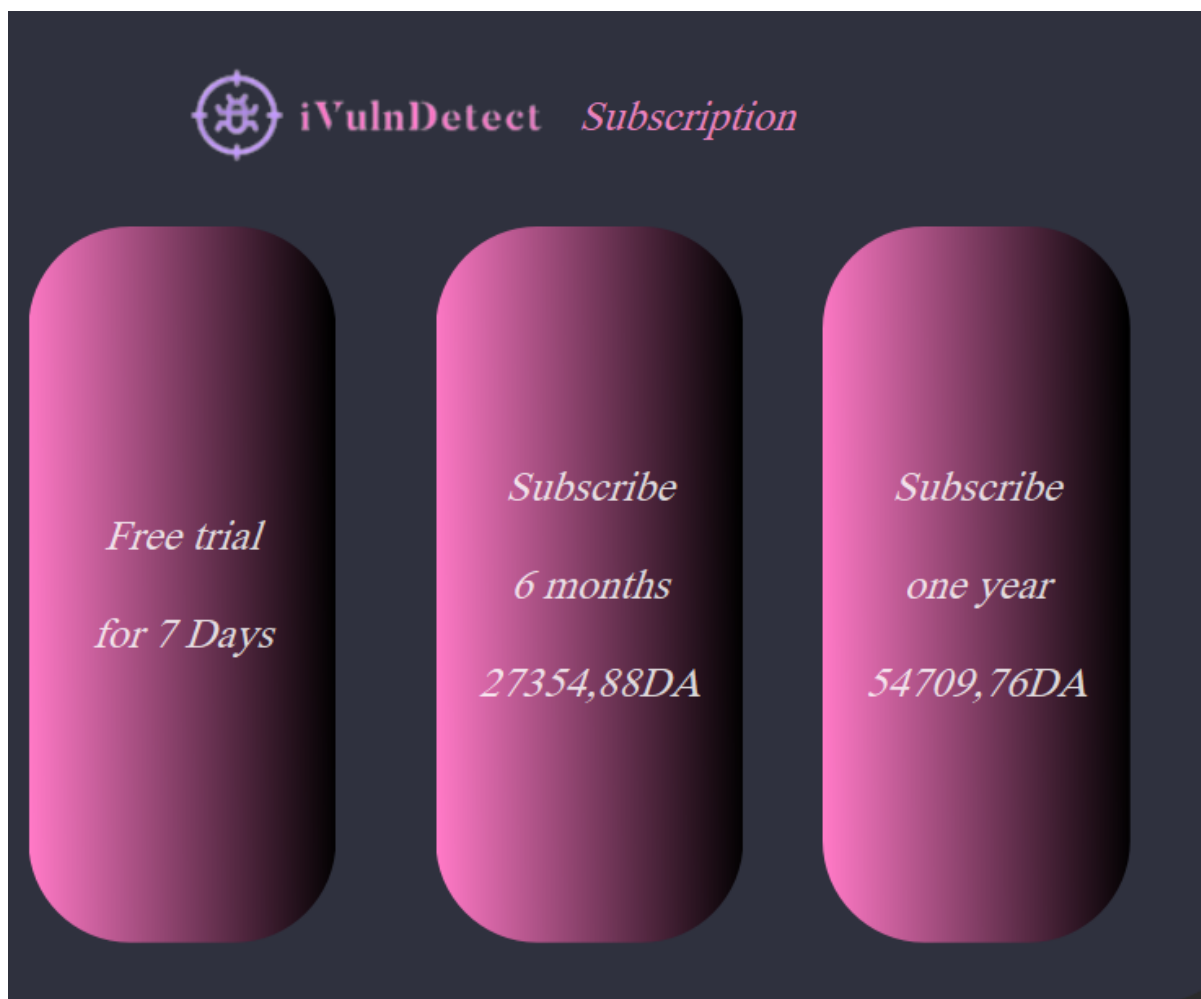 iVulnDetect Subscription
Free trial
for 7 Days
Subscribe
6 months
27354,88DA
Subscribe
one year
54709,76DA